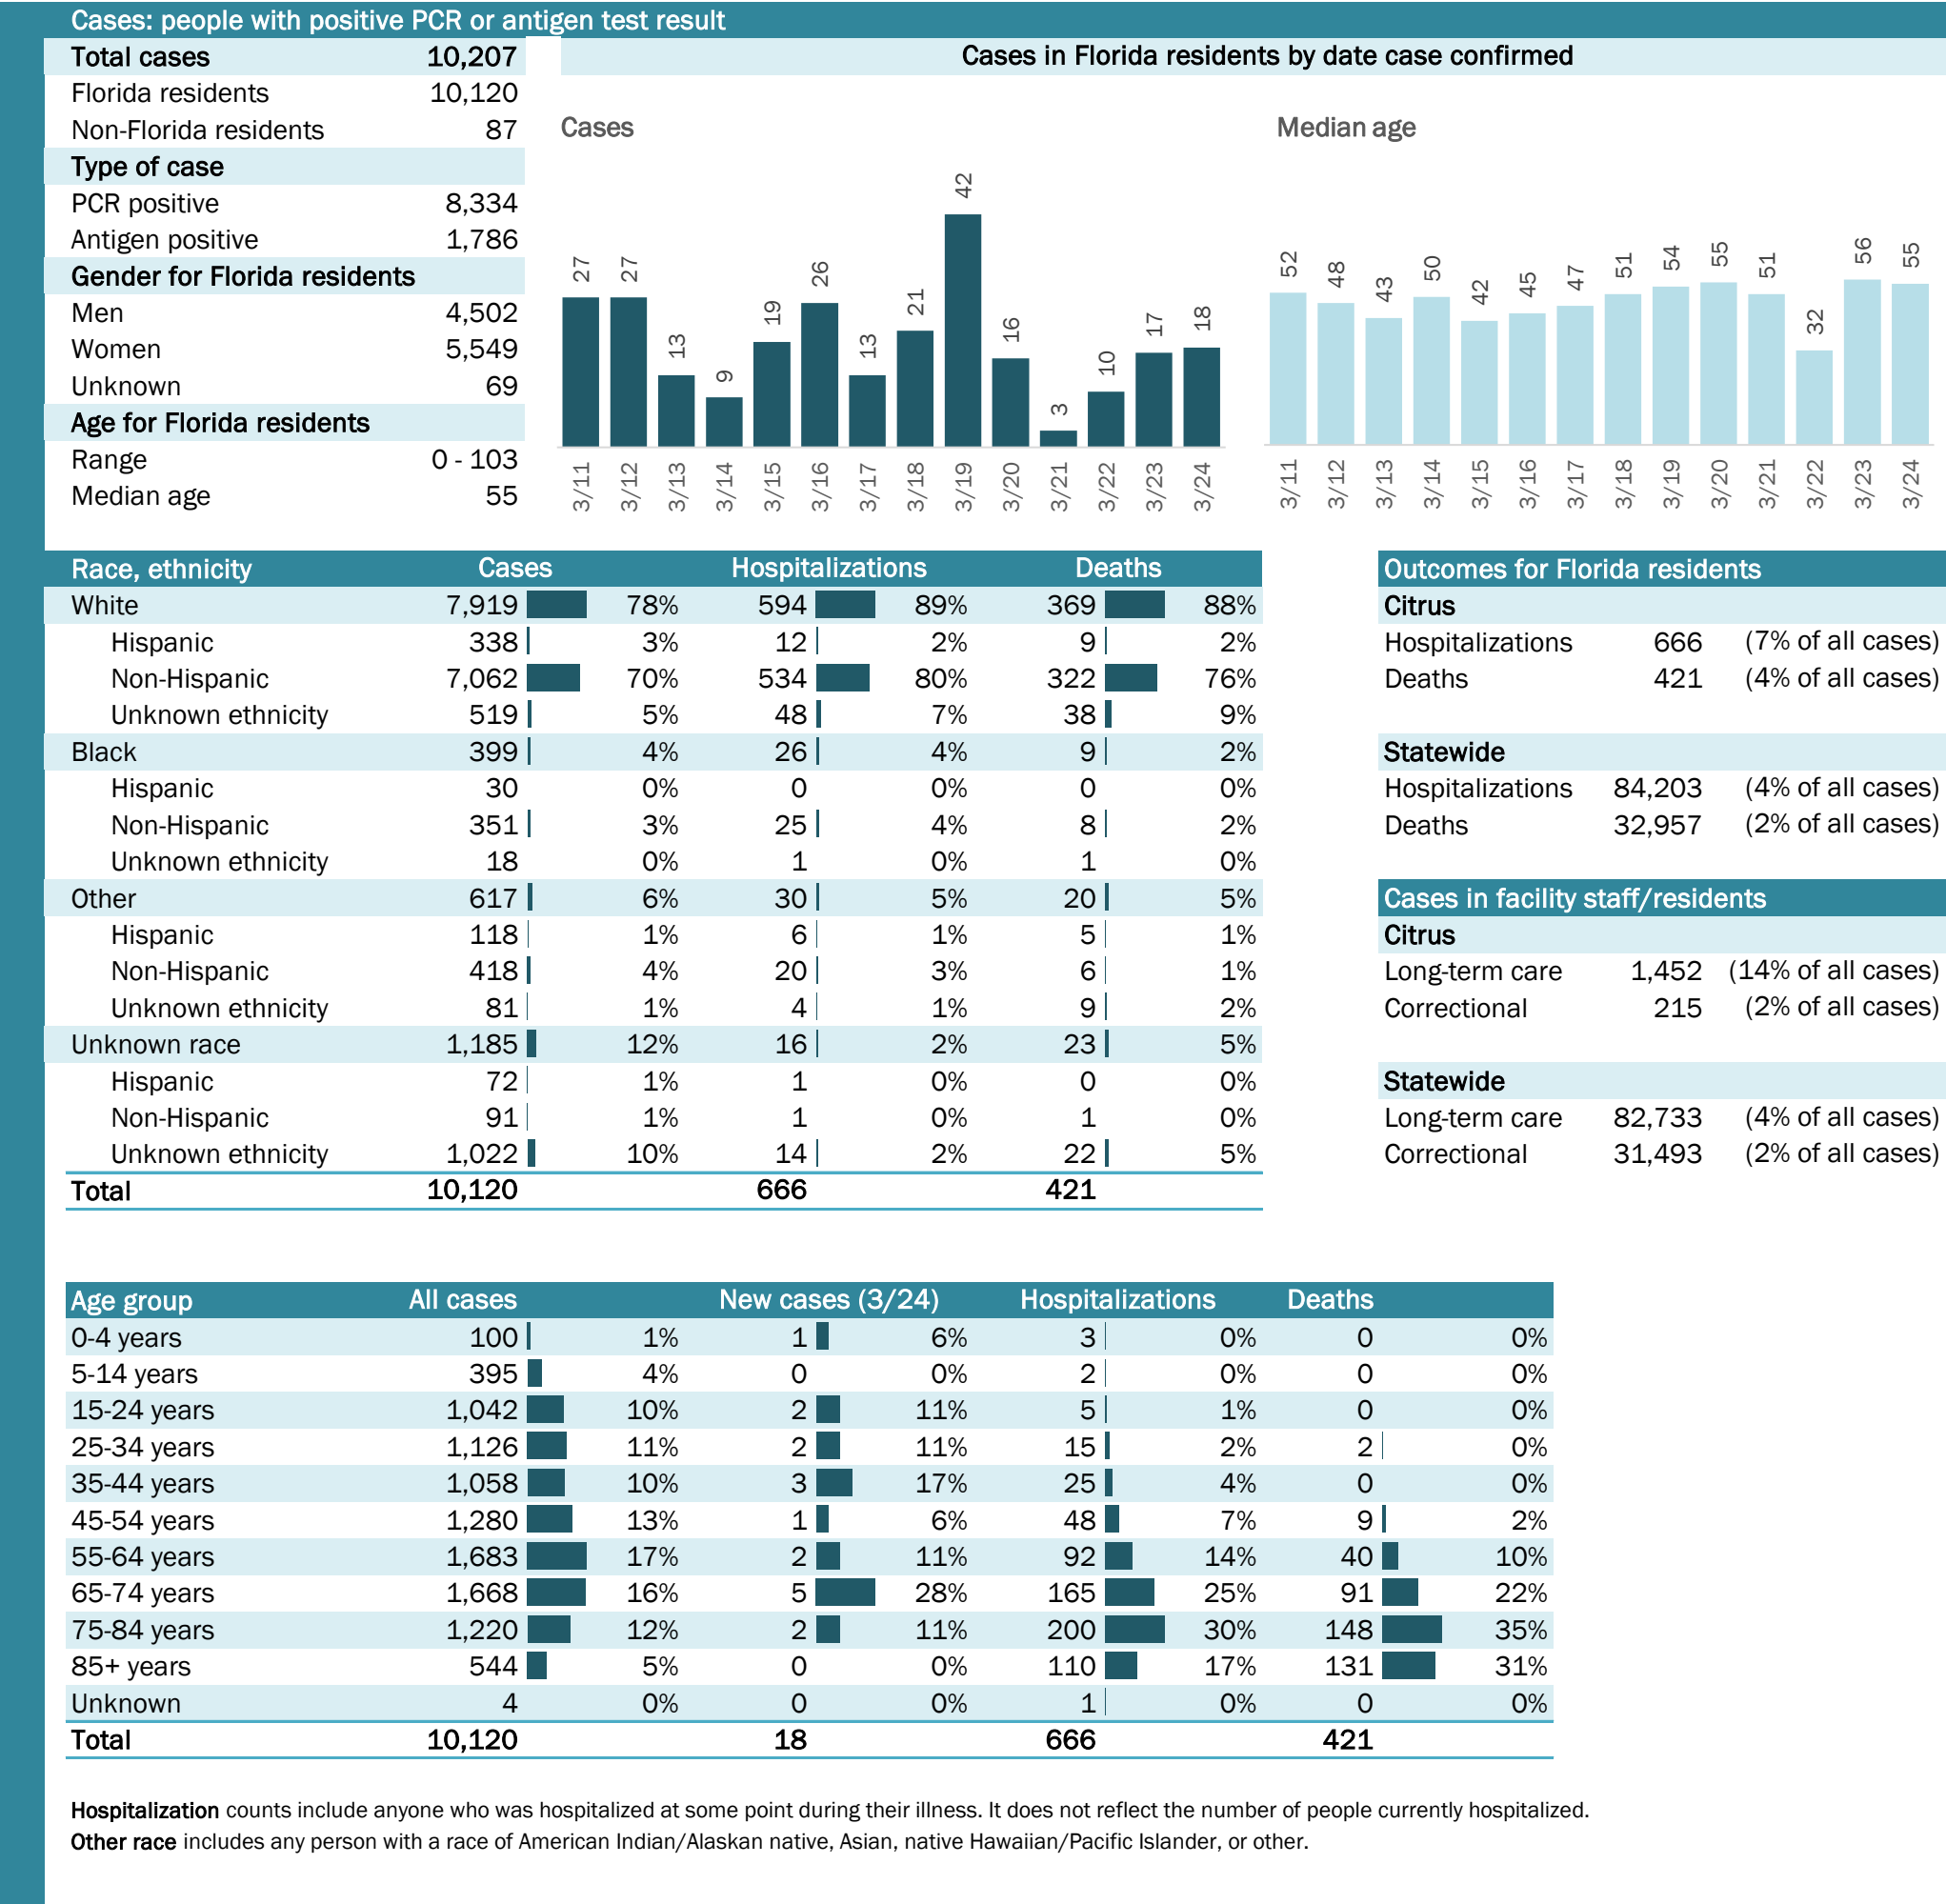 Cases: people with positive PCR or antigen test result
Total cases 10,207
Florida residents 10,120
Non-Florida residents 87
Type of case
PCR positive 8,334
Antigen positive 1,786
Gender for Florida residents
Men 4,502
Women 5,549
Unknown 69
Age for Florida residents
Range 0 - 103
Median age 55
Cases in Florida residents by date case confirmed
Cases
27 27 13 9 19 26 13 21 42 16 3 10 17 18
3/11 3/12 3/13 3/14 3/15 3/16 3/17 3/18 3/19 3/20 3/21 3/22 3/23 3/24
Median age
52 48 43 50 42 45 47 51 54 55 51 32 56 55
3/11 3/12 3/13 3/14 3/15 3/16 3/17 3/18 3/19 3/20 3/21 3/22 3/23 3/24
Race, ethnicity Cases Hospitalizations Deaths
White 7,919 78% 594 89% 369 88%
Hispanic 338 3% 12 2% 9 2%
Non-Hispanic 7,062 70% 534 80% 322 76%
Unknown ethnicity 519 5% 48 7% 38 9%
Black 399 4% 26 4% 9 2%
Hispanic 30 0% 0 0% 0 0%
Non-Hispanic 351 3% 25 4% 8 2%
Unknown ethnicity 18 0% 1 0% 1 0%
Other 617 6% 30 5% 20 5%
Hispanic 118 1% 6 1% 5 1%
Non-Hispanic 418 4% 20 3% 6 1%
Unknown ethnicity 81 1% 4 1% 9 2%
Unknown race 1,185 12% 16 2% 23 5%
Hispanic 72 1% 1 0% 0 0%
Non-Hispanic 91 1% 1 0% 1 0%
Unknown ethnicity 1,022 10% 14 2% 22 5%
Total 10,120 666 421
Outcomes for Florida residents
Citrus
Hospitalizations 666 (7% of all cases)
Deaths 421 (4% of all cases)
Statewide
Hospitalizations 84,203 (4% of all cases)
Deaths 32,957 (2% of all cases)
Cases in facility staff/residents
Citrus
Long-term care 1,452 (14% of all cases)
Correctional 215 (2% of all cases)
Statewide
Long-term care 82,733 (4% of all cases)
Correctional 31,493 (2% of all cases)
Age group All cases New cases (3/24) Hospitalizations Deaths
0-4 years 100 1% 1 6% 3 0% 0 0%
5-14 years 395 4% 0 0% 2 0% 0 0%
15-24 years 1,042 10% 2 11% 5 1% 0 0%
25-34 years 1,126 11% 2 11% 15 2% 2 0%
35-44 years 1,058 10% 3 17% 25 4% 0 0%
45-54 years 1,280 13% 1 6% 48 7% 9 2%
55-64 years 1,683 17% 2 11% 92 14% 40 10%
65-74 years 1,668 16% 5 28% 165 25% 91 22%
75-84 years 1,220 12% 2 11% 200 30% 148 35%
85+ years 544 5% 0 0% 110 17% 131 31%
Unknown 4 0% 0 0% 1 0% 0 0%
Total 10,120 18 666 421
Hospitalization counts include anyone who was hospitalized at some point during their illness. It does not reflect the number of people currently hospitalized.
Other race includes any person with a race of American Indian/Alaskan native, Asian, native Hawaiian/Pacific Islander, or other.